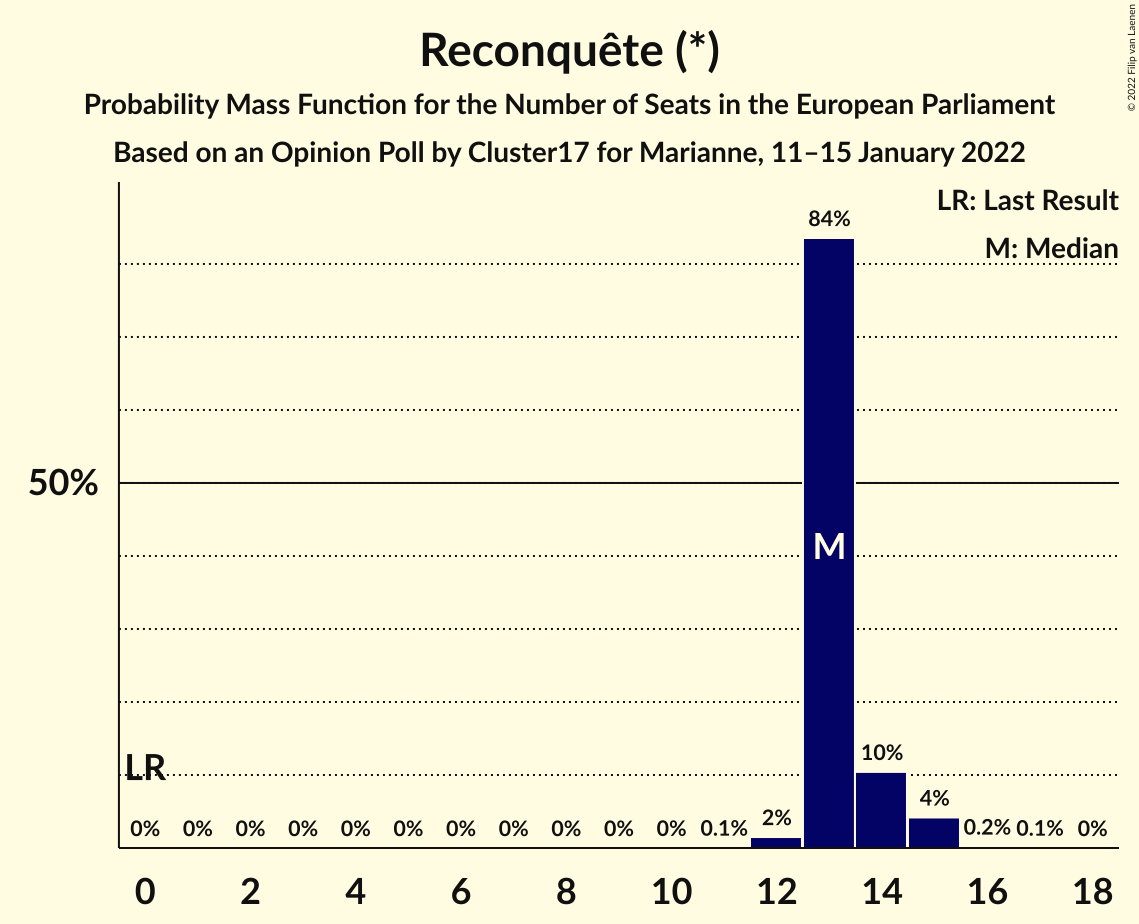 Reconquête (*)
Probability Mass Function for the Number of Seats in the European Parliament
Based on an Opinion Poll by Cluster17 for Marianne, 11–15 January 2022
© 2022 Filip van Laenen
LR: Last Result
M: Median
84%
50%
M
LR
10%
4%
2%
0% 0% 0% 0% 0% 0% 0% 0% 0% 0% 0% 0.1% 0.2% 0.1% 0%
0 2 4 6 8 10 12 14 16 18